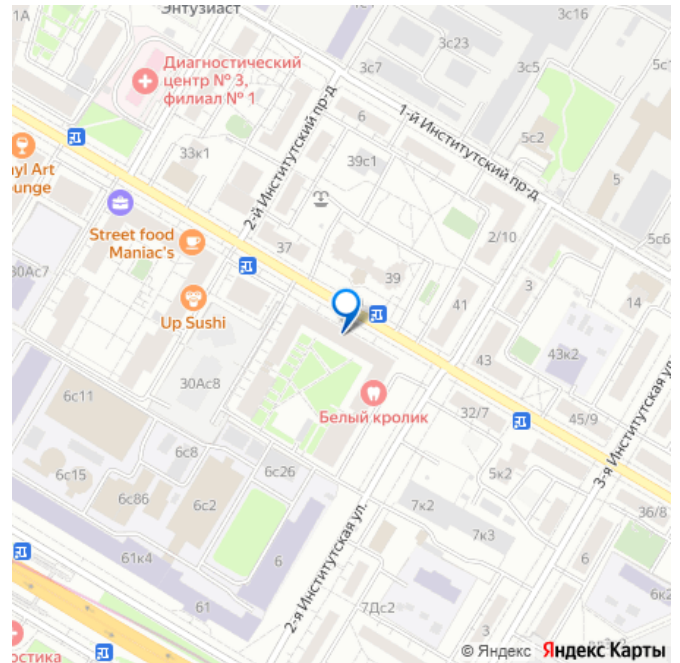 Энтузиаст
1А
3с16
3с23
3с7
3с5
5с1
Диагностический
центр № 3,
филиал № 1
6
1-й Институтский пр-д
5с2
2-й Институтский пр-д
33к1
39с1
5
nyl Art
ounge
2/10
5с6
Street food
Maniac's
37
39
30Ас7
3
14
41
Up Sushi
43
43к2
30Ас8
6с11
Белый кролик
32/7
45/9
3-я Институтская ул.
6с8
6с26
6с15
6с86
6с2
5к2
7к2
36/8
7к3
2-я Институтская ул.
61к4
6
6
61
7Дс2
6к2
остика
3
© Яндекс Яндекс Карты